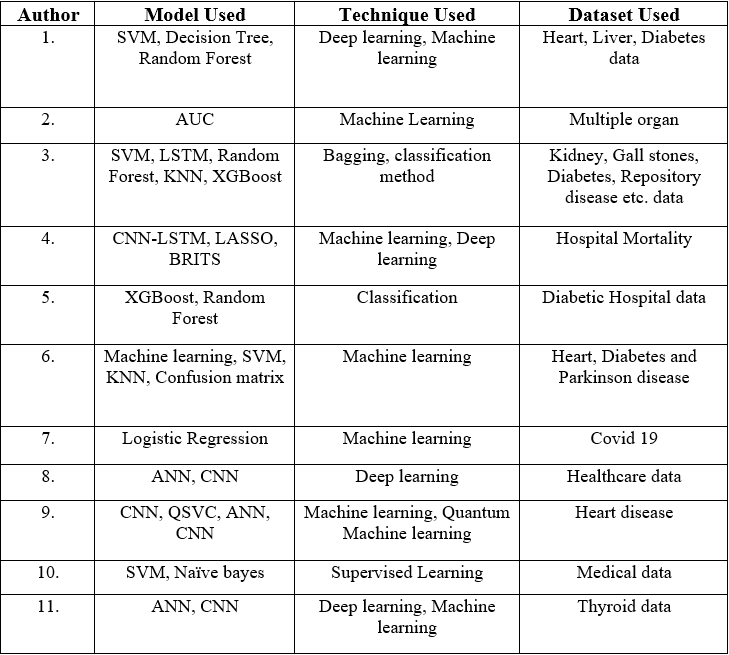 Author Model Used Technique Used Dataset Used
1. SVM, Decision Tree, Deep learning, Machine Heart, Liver, Diabetes
Random Forest learning data
2. AUC Machine Learning Multiple organ
3. SVM, LSTM, Random Bagging, classification Kidney, Gall stones,
Forest, KNN, XGBoost method Diabetes, Repository
disease etc. data
4. CNN-LSTM, LASSO, Machine learning, Deep Hospital Mortality
BRITS learning
5. XGBoost, Random Classification Diabetic Hospital data
Forest
6. Machine learning, SVM, Machine learning Heart, Diabetes and
KNN, Confusion matrix Parkinson disease
7. Logistic Regression Machine learning Covid 19
8. ANN, CNN Deep learning Healthcare data
9. CNN, QSVC, ANN, Machine learning, Quantum Heart disease
CNN Machine learning
10. SVM, Naïve bayes Supervised Learning Medical data
11. ANN, CNN Deep learning, Machine Thyroid data
learning